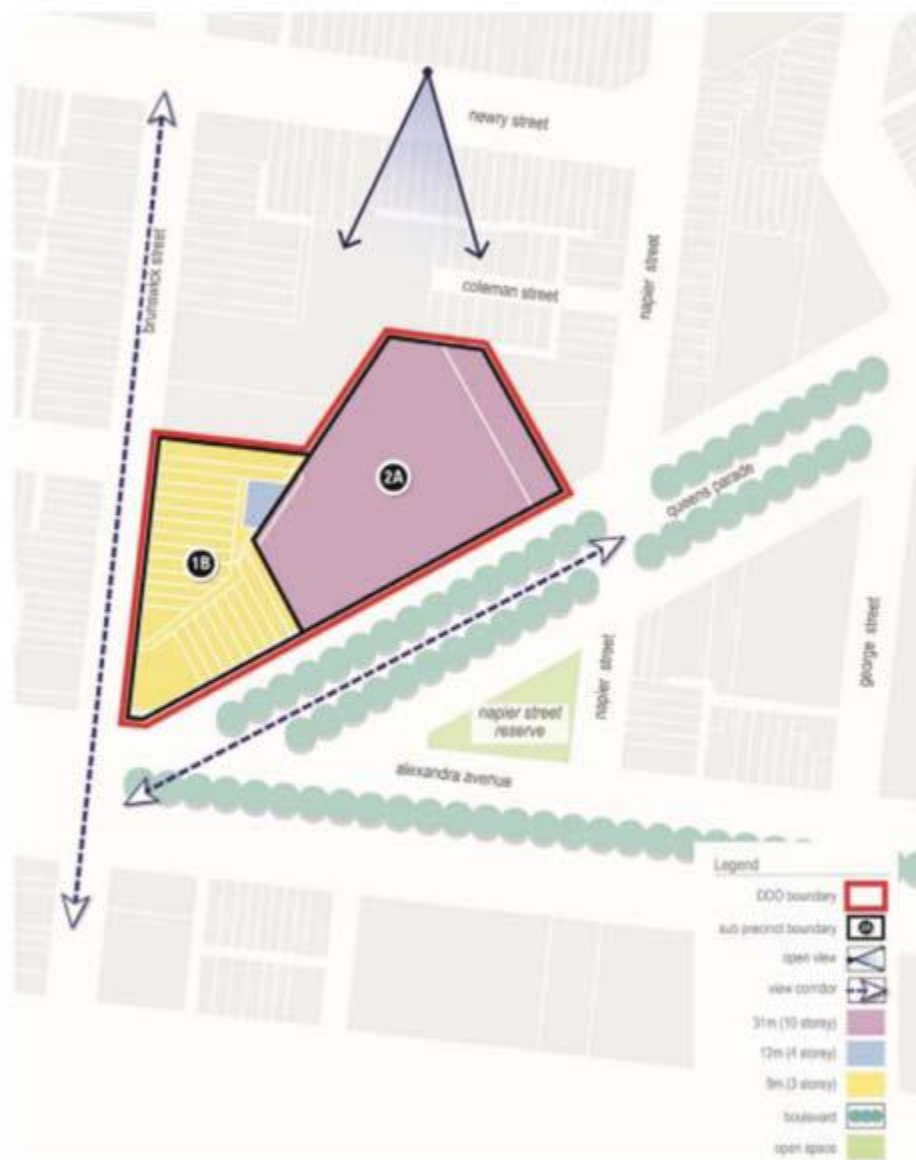 newry street
brunswick street
napier street
coleman street
2A
queens parade
1B
george street
napier street
napier street
reserve
alexandra avenue
Legend
DDO boundary
sub precinct boundary
open view
view corridor
31m (10 storey)
12m (4 storey)
9m (3 storey)
boulevard
open space